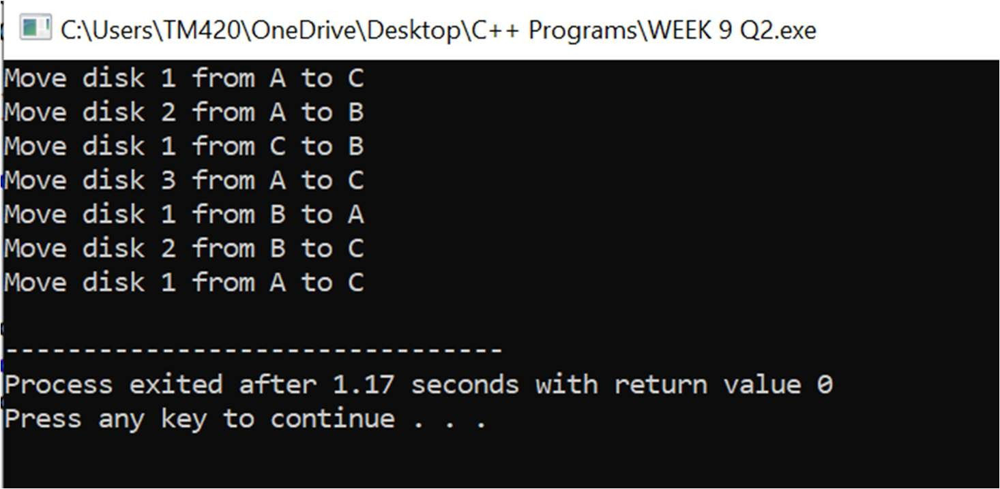 C:\Users\TM420\OneDrive\Desktop\C++ Programs\WEEK 9 Q2.exe
Move disk 1 from A to C
Move disk 2 from A to B
Move disk 1 from C to B
Move disk 3 from A to C
Move disk 1 from B to A
Move disk 2 from B to C
Move disk 1 from A to C
--------------------------------
Process exited after 1.17 seconds with return value 0
Press any key to continue . . .